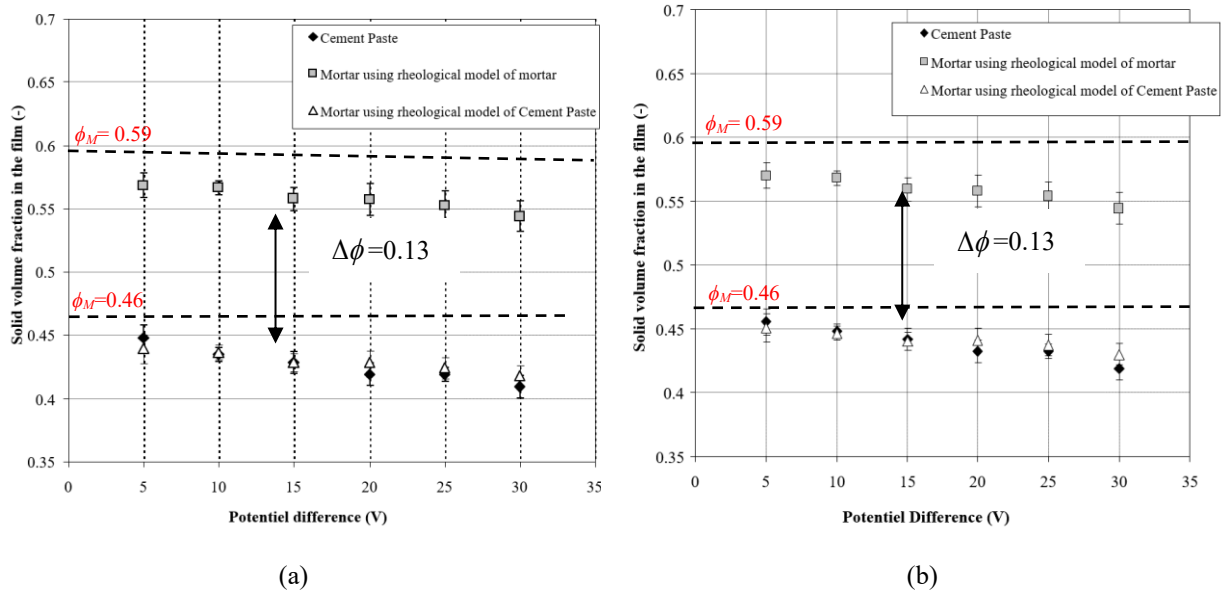 0.7
0.65
0.6
0.55
0.5
0.45
0.4
0.35
Solid volume fraction in the film (-)
Cement Paste
Mortar using rheological model of mortar
Mortar using rheological model of Cement Paste
ϕM= 0.59
Δϕ=0.13
ϕM=0.46
0 5 10 15 20 25 30 35
Potentiel difference (V)
(a)
0.7
0.65
0.6
0.55
0.5
0.45
0.4
0.35
Solid volume fraction in the film (-)
Cement Paste
Mortar using rheological model of mortar
Mortar using rheological model of Cement Paste
ϕM= 0.59
Δϕ=0.13
ϕM=0.46
0 5 10 15 20 25 30 35
Potentiel Difference (V)
(b)